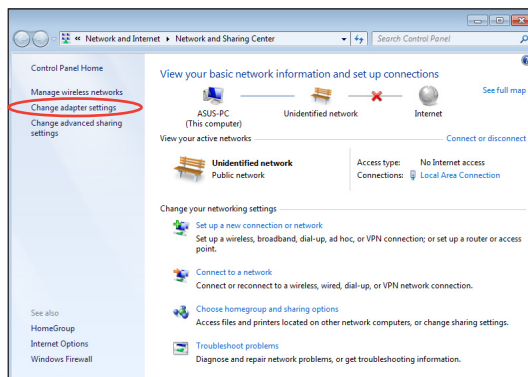 « Network and Internet ▸ Network and Sharing Center
Search Control Panel
Control Panel Home
Manage wireless networks
Change adapter settings
Change advanced sharing
settings
See also
HomeGroup
Internet Options
Windows Firewall
View your basic network information and set up connections
See full map
ASUS-PC
(This computer)
Unidentified network
Internet
View your active networks
Connect or disconnect
Unidentified network
Public network
Access type: No Internet access
Connections: Local Area Connection
Change your networking settings
Set up a new connection or network
Set up a wireless, broadband, dial-up, ad hoc, or VPN connection; or set up a router or access
point.
Connect to a network
Connect or reconnect to a wireless, wired, dial-up, or VPN network connection.
Choose homegroup and sharing options
Access files and printers located on other network computers, or change sharing settings.
Troubleshoot problems
Diagnose and repair network problems, or get troubleshooting information.